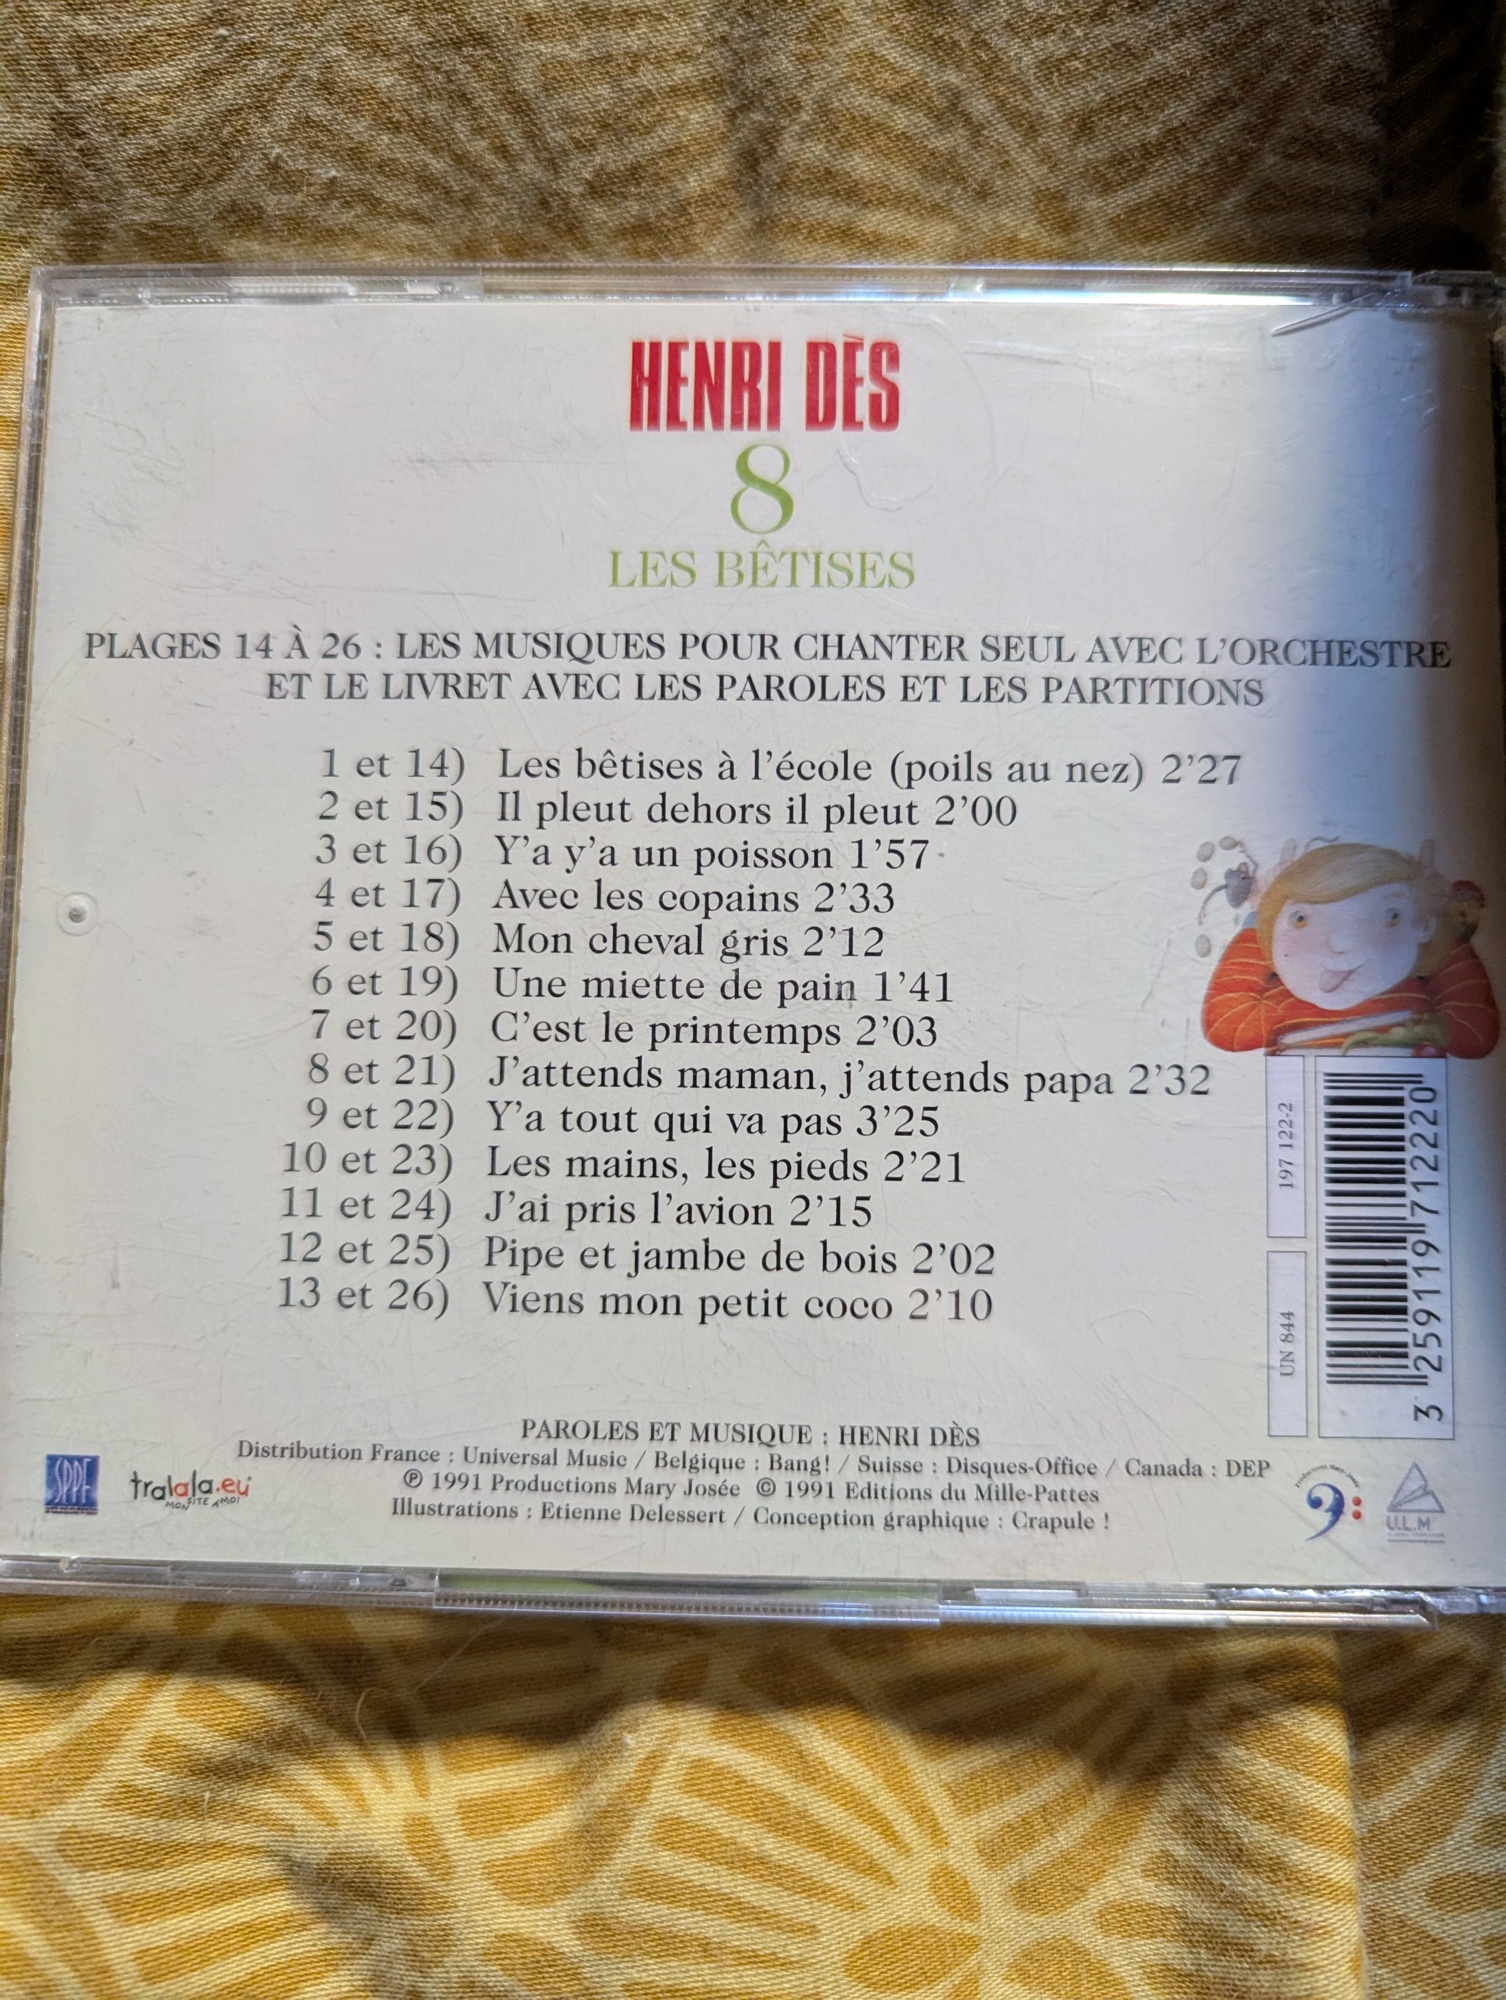 HENRI DÈS
8
LES BÊTISES
PLAGES 14 À 26 : LES MUSIQUES POUR CHANTER SEUL AVEC L'ORCHESTRE
ET LE LIVRET AVEC LES PAROLES ET LES PARTITIONS
1 et 14) Les bêtises à l'école (poils au nez) 2'27
2 et 15) Il pleut dehors il pleut 2'00
3 et 16) Y'a y'a un poisson 1'57
4 et 17) Avec les copains 2'33
5 et 18) Mon cheval gris 2'12
6 et 19) Une miette de pain 1'41
7 et 20) C'est le printemps 2'03
8 et 21) J'attends maman, j'attends papa 2'32
9 et 22) Y'a tout qui va pas 3'25
10 et 23) Les mains, les pieds 2'21
11 et 24) J'ai pris l'avion 2'15
12 et 25) Pipe et jambe de bois 2'02
13 et 26) Viens mon petit coco 2'10
197 122-2
UN 844
3 259119 712220
PAROLES ET MUSIQUE : HENRI DÈS
Distribution France : Universal Music / Belgique : Bang! / Suisse : Disques-Office / Canada : DEP
℗ 1991 Productions Mary Josée © 1991 Editions du Mille-Pattes
Illustrations : Etienne Delessert / Conception graphique : Crapule !
SPPF
tralala.eu
MON SITE A MOI
Productions Mary-Josée
U.L.M